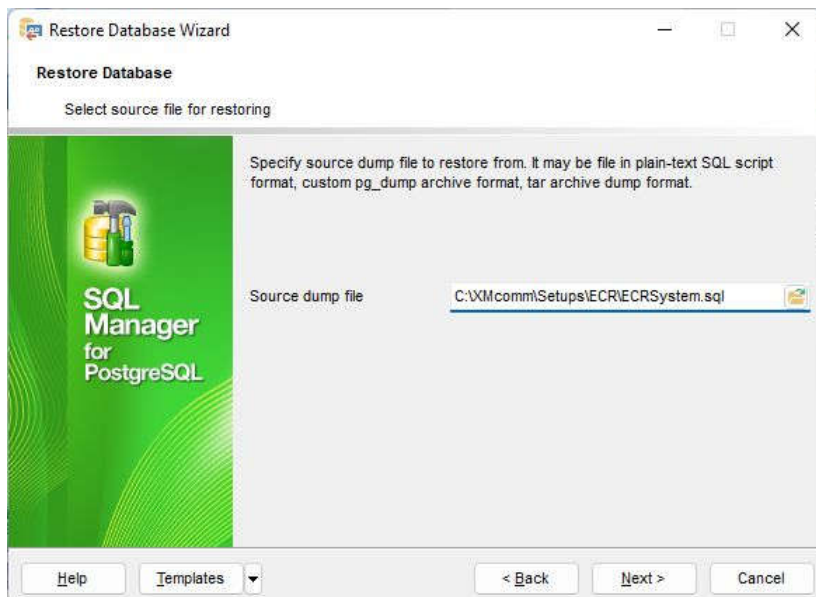 Restore Database Wizard
Restore Database
Select source file for restoring
Specify source dump file to restore from. It may be file in plain-text SQL script
format, custom pg_dump archive format, tar archive dump format.
Source dump file
C:\XMcomm\Setups\ECR\ECRSystem.sql
SQL
Manager
for
PostgreSQL
Help
Templates
< Back
Next >
Cancel